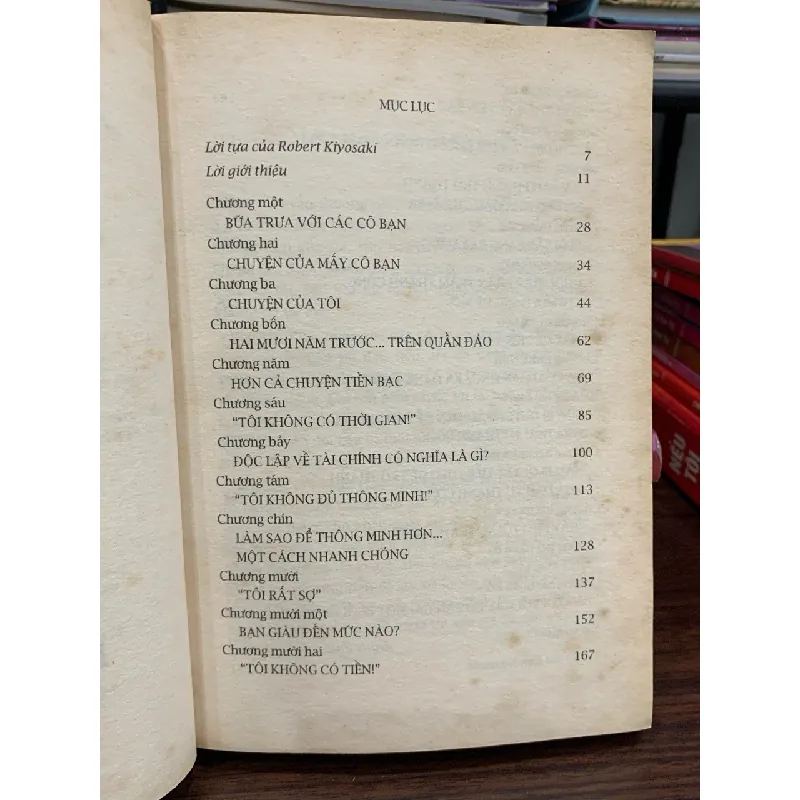 MỤC LỤC
Lời tựa của Robert Kiyosaki 7
Lời giới thiệu 11
Chương một
BỮA TRƯA VỚI CÁC CÔ BẠN 28
Chương hai
CHUYỆN CỦA MẤY CÔ BẠN 34
Chương ba
CHUYỆN CỦA TÔI 44
Chương bốn
HAI MƯƠI NĂM TRƯỚC... TRÊN QUẦN ĐẢO 62
Chương năm
HƠN CẢ CHUYỆN TIỀN BẠC 69
Chương sáu
"TÔI KHÔNG CÓ THỜI GIAN!" 85
Chương bảy
ĐỘC LẬP VỀ TÀI CHÍNH CÓ NGHĨA LÀ GÌ? 100
Chương tám
"TÔI KHÔNG ĐỦ THÔNG MINH!" 113
Chương chín
LÀM SAO ĐỂ THÔNG MINH HƠN...
MỘT CÁCH NHANH CHÓNG 128
Chương mười
"TÔI RẤT SỢ" 137
Chương mười một
BẠN GIÀU ĐẾN MỨC NÀO? 152
Chương mười hai
"TÔI KHÔNG CÓ TIỀN!" 167
NẾU
TÔI